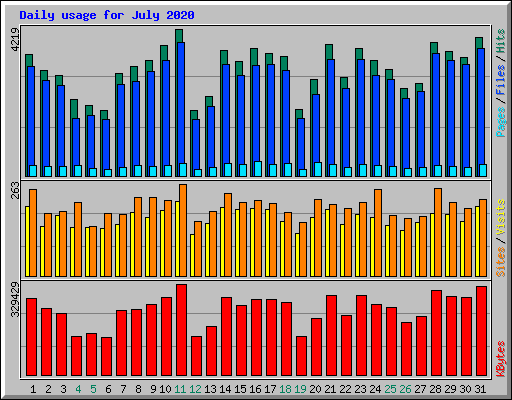 Daily usage for July 2020
4219
Pages / Files / Hits
263
Sites / Visits
329429
KBytes
1 2 3 4 5 6 7 8 9 10 11 12 13 14 15 16 17 18 19 20 21 22 23 24 25 26 27 28 29 30 31